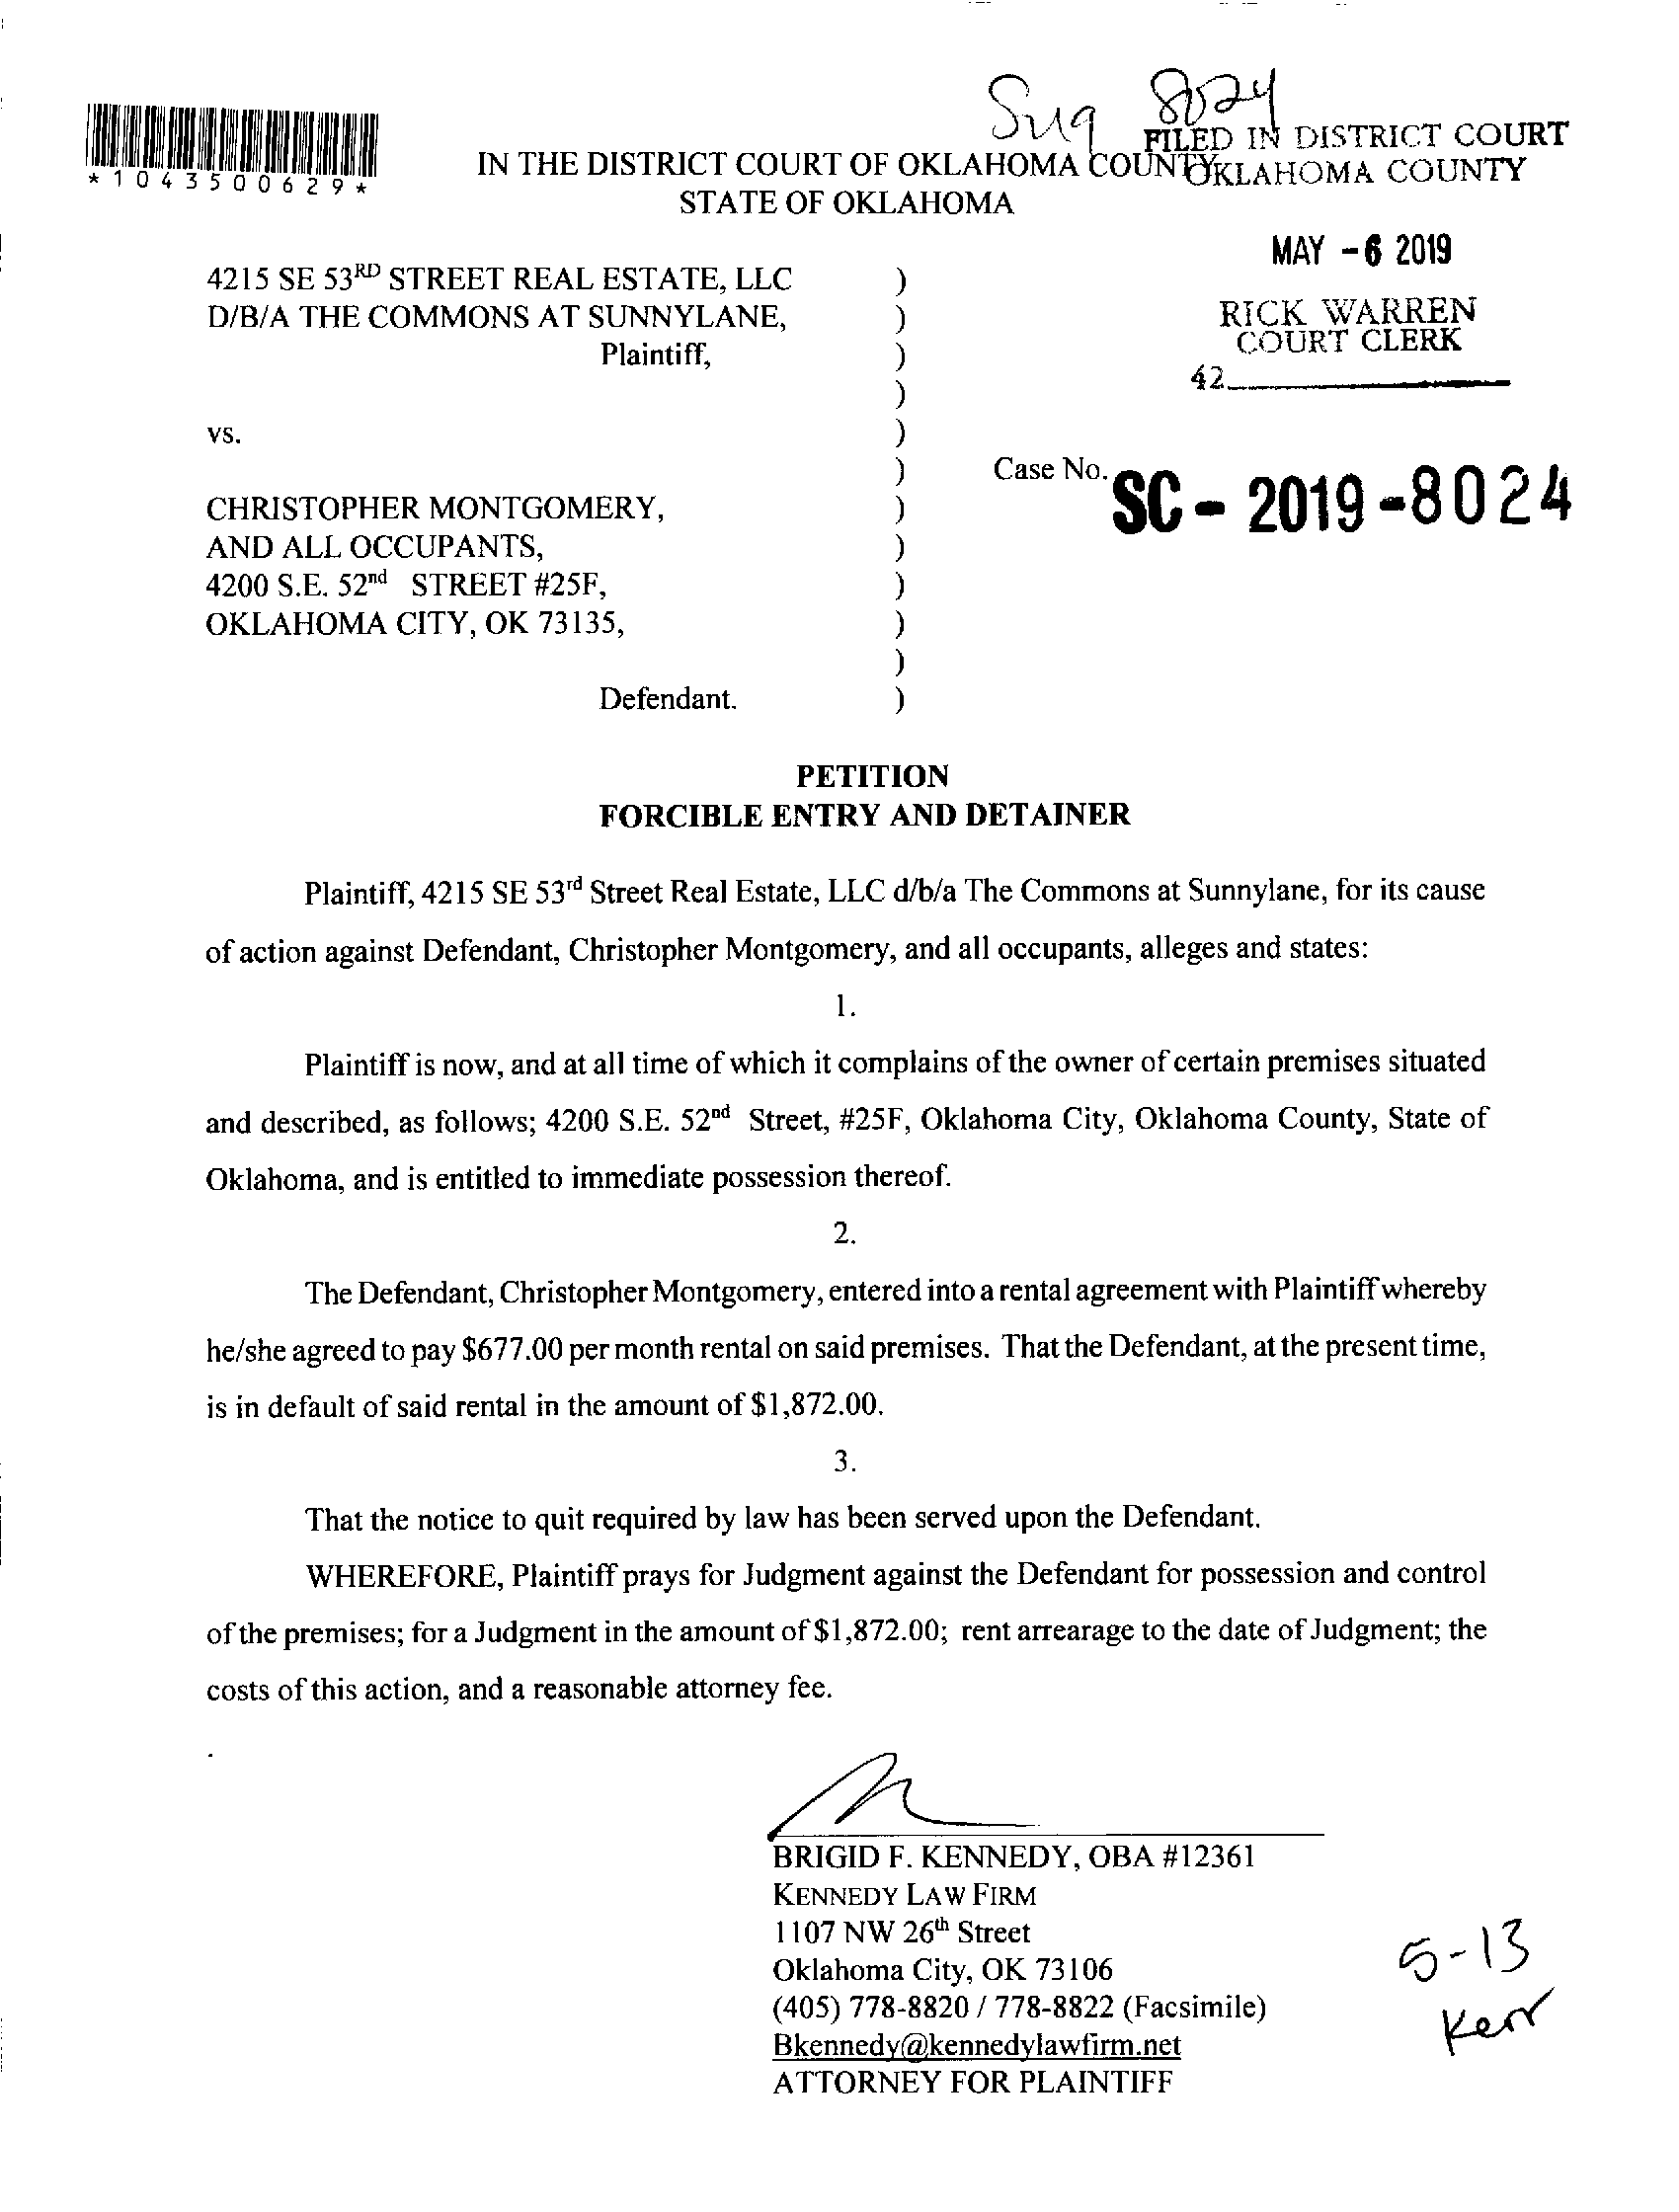 Su19 8024
*1043500629*
FILED IN DISTRICT COURT
OKLAHOMA COUNTY
IN THE DISTRICT COURT OF OKLAHOMA COUNTY
STATE OF OKLAHOMA
MAY -6 2019
RICK WARREN
COURT CLERK
42
4215 SE 53RD STREET REAL ESTATE, LLC )
D/B/A THE COMMONS AT SUNNYLANE, )
Plaintiff, )
)
vs. )
) Case No. SC-2019-8024
CHRISTOPHER MONTGOMERY, )
AND ALL OCCUPANTS, )
4200 S.E. 52nd STREET #25F, )
OKLAHOMA CITY, OK 73135, )
)
Defendant. )
PETITION
FORCIBLE ENTRY AND DETAINER
Plaintiff, 4215 SE 53rd Street Real Estate, LLC d/b/a The Commons at Sunnylane, for its cause
of action against Defendant, Christopher Montgomery, and all occupants, alleges and states:
1.
Plaintiff is now, and at all time of which it complains of the owner of certain premises situated
and described, as follows; 4200 S.E. 52nd Street, #25F, Oklahoma City, Oklahoma County, State of
Oklahoma, and is entitled to immediate possession thereof.
2.
The Defendant, Christopher Montgomery, entered into a rental agreement with Plaintiff whereby
he/she agreed to pay $677.00 per month rental on said premises. That the Defendant, at the present time,
is in default of said rental in the amount of $1,872.00.
3.
That the notice to quit required by law has been served upon the Defendant.
WHEREFORE, Plaintiff prays for Judgment against the Defendant for possession and control
of the premises; for a Judgment in the amount of $1,872.00; rent arrearage to the date of Judgment; the
costs of this action, and a reasonable attorney fee.
BRIGID F. KENNEDY, OBA #12361
KENNEDY LAW FIRM
1107 NW 26th Street
Oklahoma City, OK 73106
(405) 778-8820 / 778-8822 (Facsimile)
Bkennedy@kennedylawfirm.net
ATTORNEY FOR PLAINTIFF
5-13
Kerr